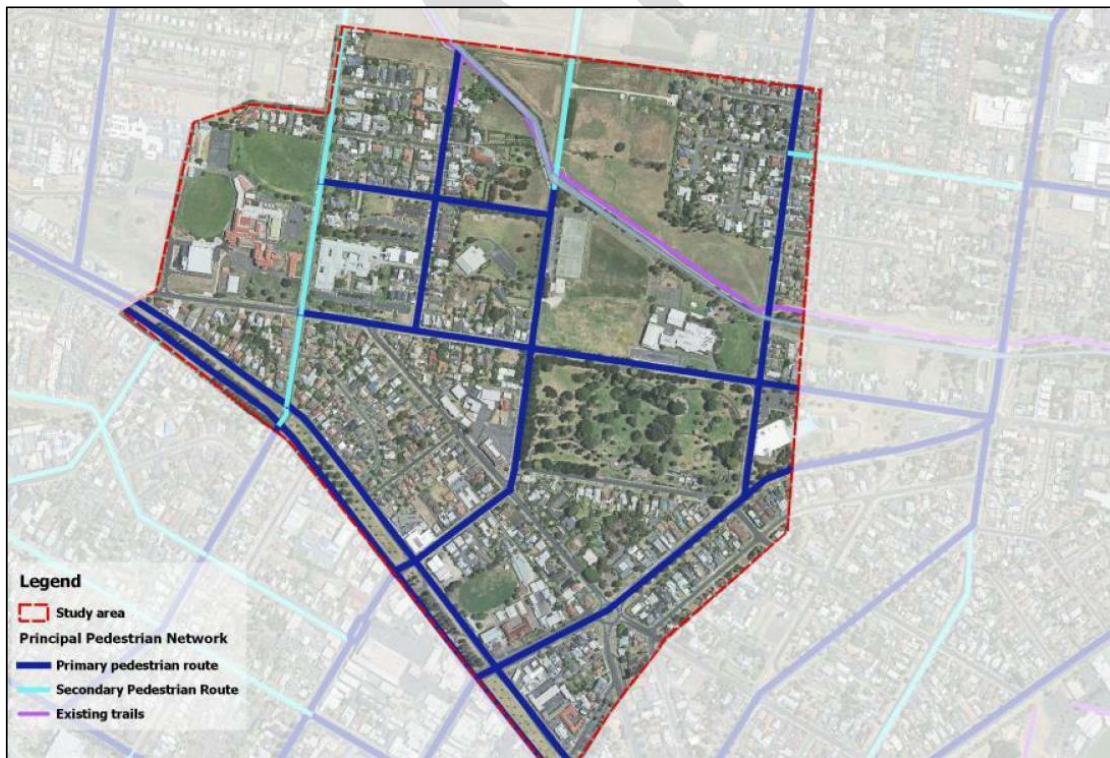 Legend
Study area
Principal Pedestrian Network
Primary pedestrian route
Secondary Pedestrian Route
Existing trails